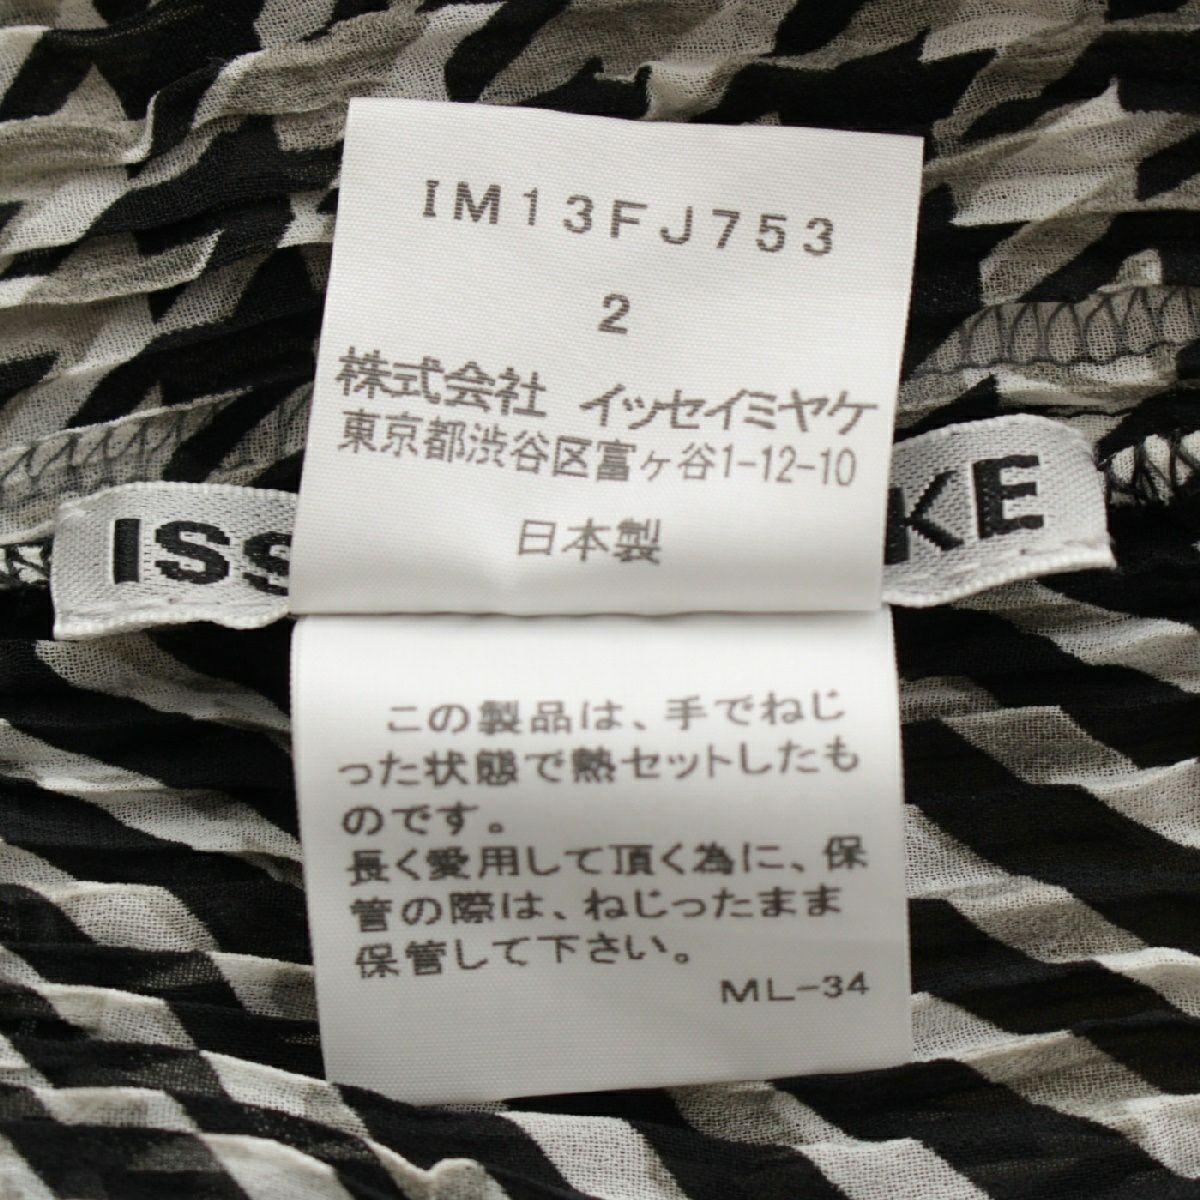 IM13FJ753
2
株式会社 イッセイミヤケ
東京都渋谷区富ヶ谷1-12-10
日本製
ISS
KE
この製品は、手でねじ
った状態で熱セットしたも
のです。
長く愛用して頂く為に、保
管の際は、ねじったまま
保管して下さい。
ML-34